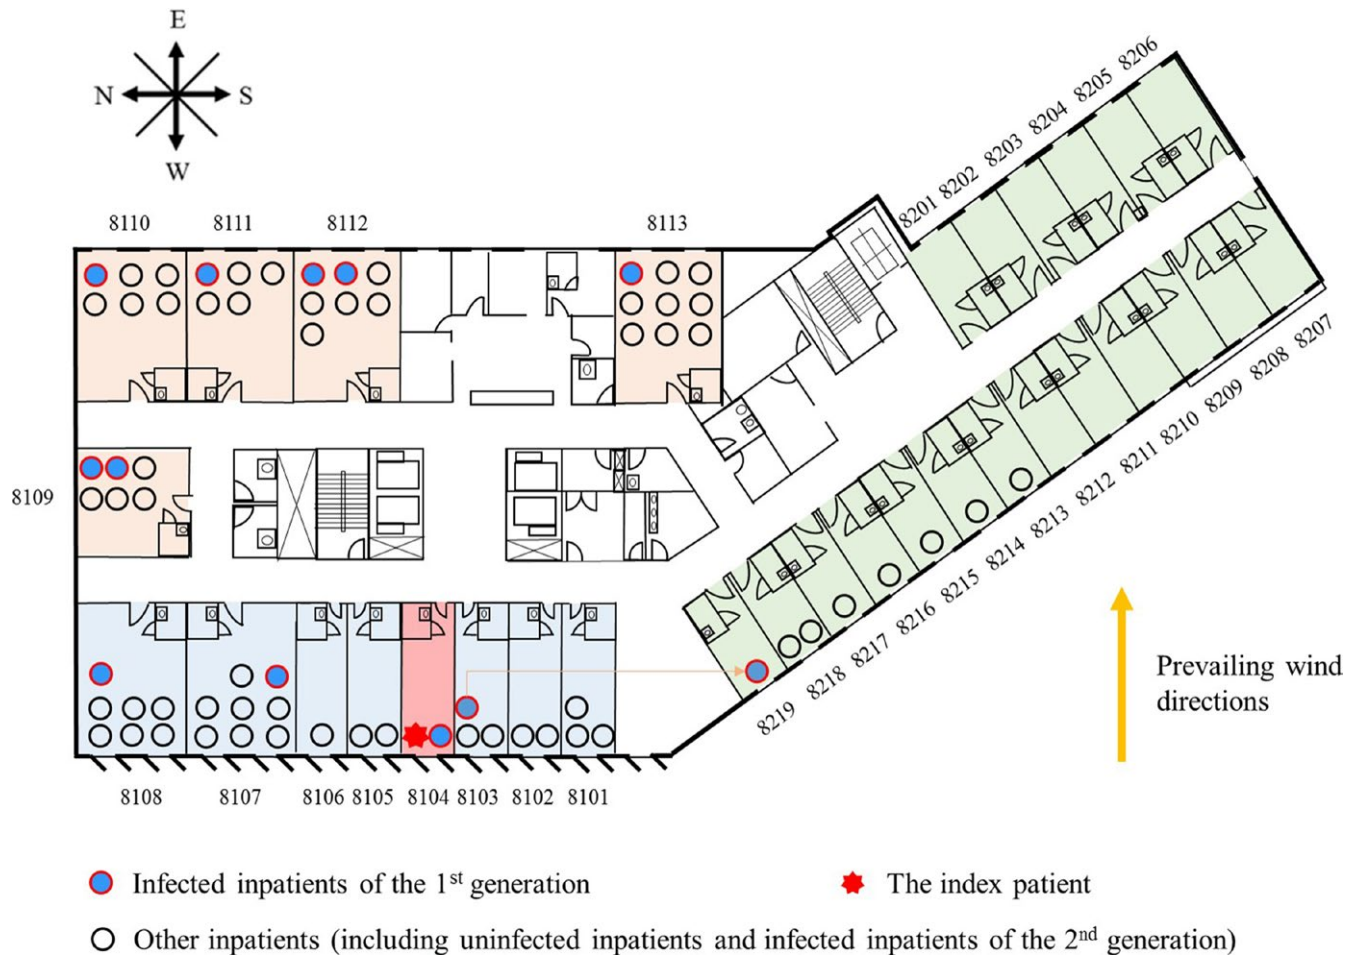 E
N S
W
8110 8111 8112 8113
8201 8202 8203 8204 8205 8206
8109
8219 8218 8217 8216 8215 8214 8213 8212 8211 8210 8209 8208 8207
Prevailing wind
directions
8108 8107 8106 8105 8104 8103 8102 8101
Infected inpatients of the 1st generation
The index patient
Other inpatients (including uninfected inpatients and infected inpatients of the 2nd generation)